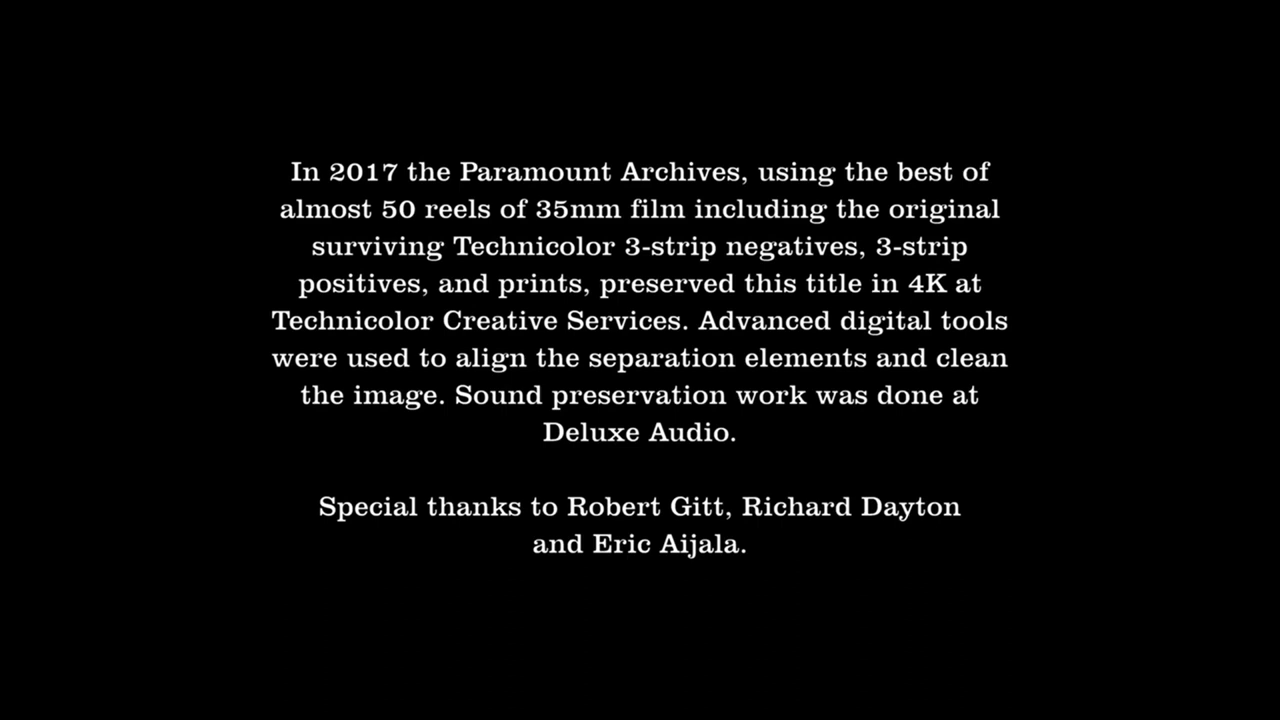 In 2017 the Paramount Archives, using the best of
almost 50 reels of 35mm film including the original
surviving Technicolor 3-strip negatives, 3-strip
positives, and prints, preserved this title in 4K at
Technicolor Creative Services. Advanced digital tools
were used to align the separation elements and clean
the image. Sound preservation work was done at
Deluxe Audio.
Special thanks to Robert Gitt, Richard Dayton
and Eric Aijala.